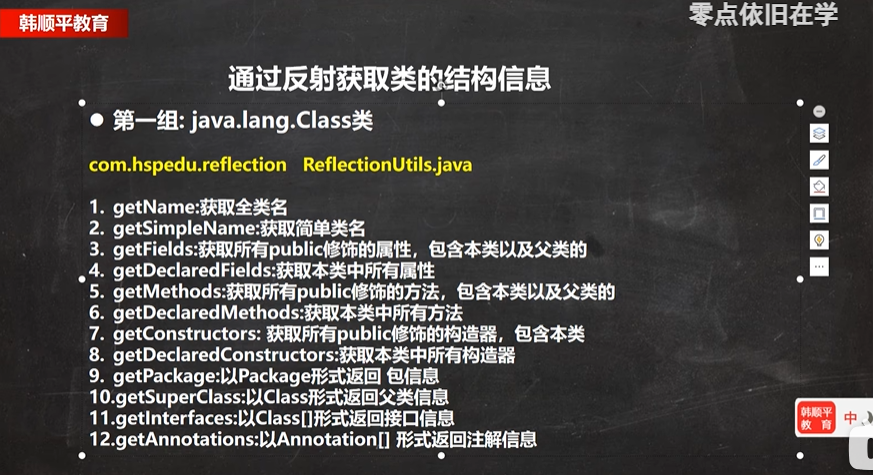 韩顺平教育
零点依旧在学
通过反射获取类的结构信息
● 第一组: java.lang.Class类
com.hspedu.reflection ReflectionUtils.java
1. getName:获取全类名
2. getSimpleName:获取简单类名
3. getFields:获取所有public修饰的属性，包含本类以及父类的
4. getDeclaredFields:获取本类中所有属性
5. getMethods:获取所有public修饰的方法，包含本类以及父类的
6. getDeclaredMethods:获取本类中所有方法
7. getConstructors: 获取所有public修饰的构造器，包含本类
8. getDeclaredConstructors:获取本类中所有构造器
9. getPackage:以Package形式返回 包信息
10.getSuperClass:以Class形式返回父类信息
11.getInterfaces:以Class[]形式返回接口信息
12.getAnnotations:以Annotation[] 形式返回注解信息
韩顺平
教 育
中